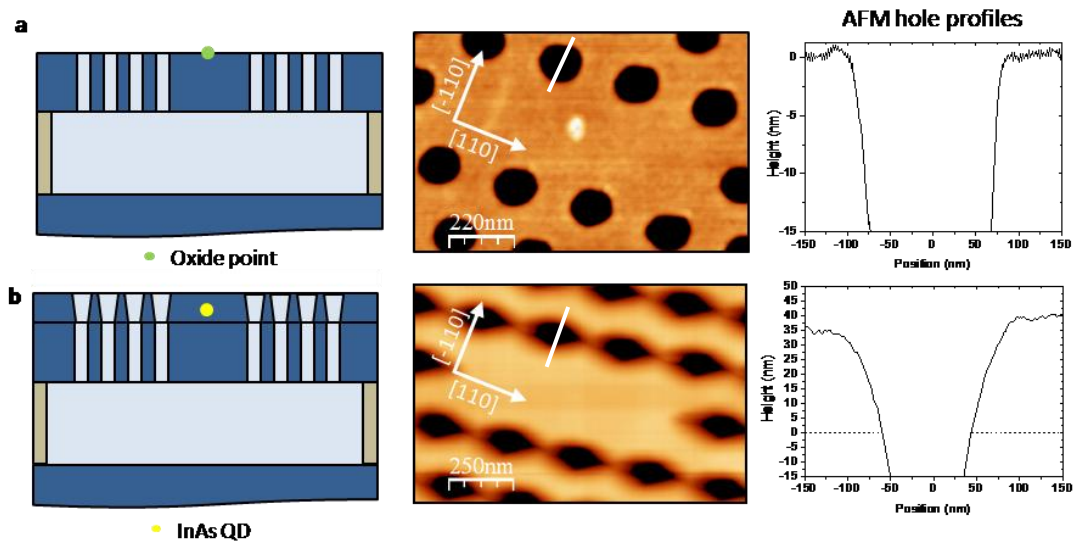 AFM hole profiles
a
[-110]
[110]
220nm
Height (nm)
0
-5
-10
-15
-150 -100 -50 0 50 100 150
Position (nm)
Oxide point
b
[-110]
[110]
250nm
Height (nm)
50
45
40
35
30
25
20
15
10
5
0
-5
-10
-15
-150 -100 -50 0 50 100 150
Position (nm)
InAs QD